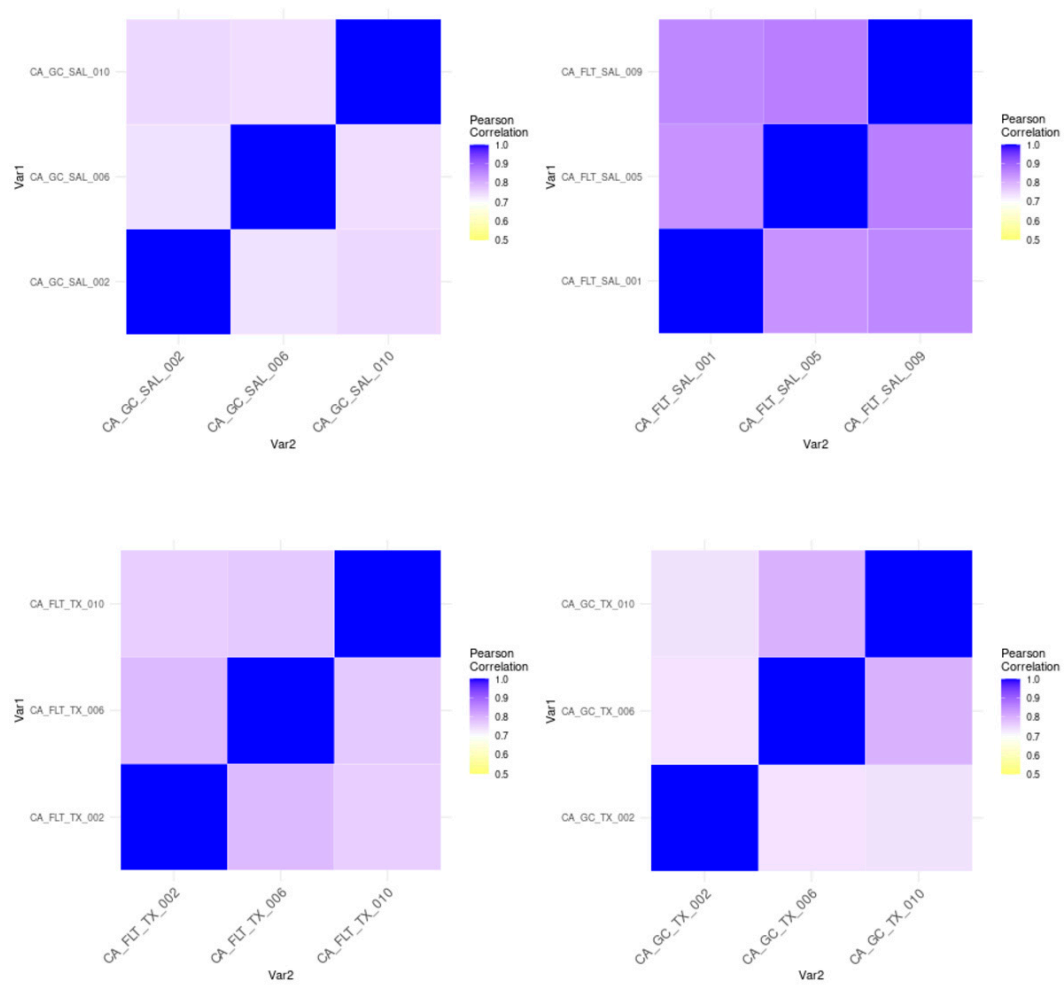 CA_GC_SAL_010
CA_GC_SAL_006
CA_GC_SAL_002
Var1
CA_GC_SAL_002
CA_GC_SAL_006
CA_GC_SAL_010
Var2
Pearson
Correlation
1.0
0.9
0.8
0.7
0.6
0.5
CA_FLT_SAL_009
CA_FLT_SAL_005
CA_FLT_SAL_001
Var1
CA_FLT_SAL_001
CA_FLT_SAL_005
CA_FLT_SAL_009
Var2
Pearson
Correlation
1.0
0.9
0.8
0.7
0.6
0.5
CA_FLT_TX_010
CA_FLT_TX_006
CA_FLT_TX_002
Var1
CA_FLT_TX_002
CA_FLT_TX_006
CA_FLT_TX_010
Var2
Pearson
Correlation
1.0
0.9
0.8
0.7
0.6
0.5
CA_GC_TX_010
CA_GC_TX_006
CA_GC_TX_002
Var1
CA_GC_TX_002
CA_GC_TX_006
CA_GC_TX_010
Var2
Pearson
Correlation
1.0
0.9
0.8
0.7
0.6
0.5